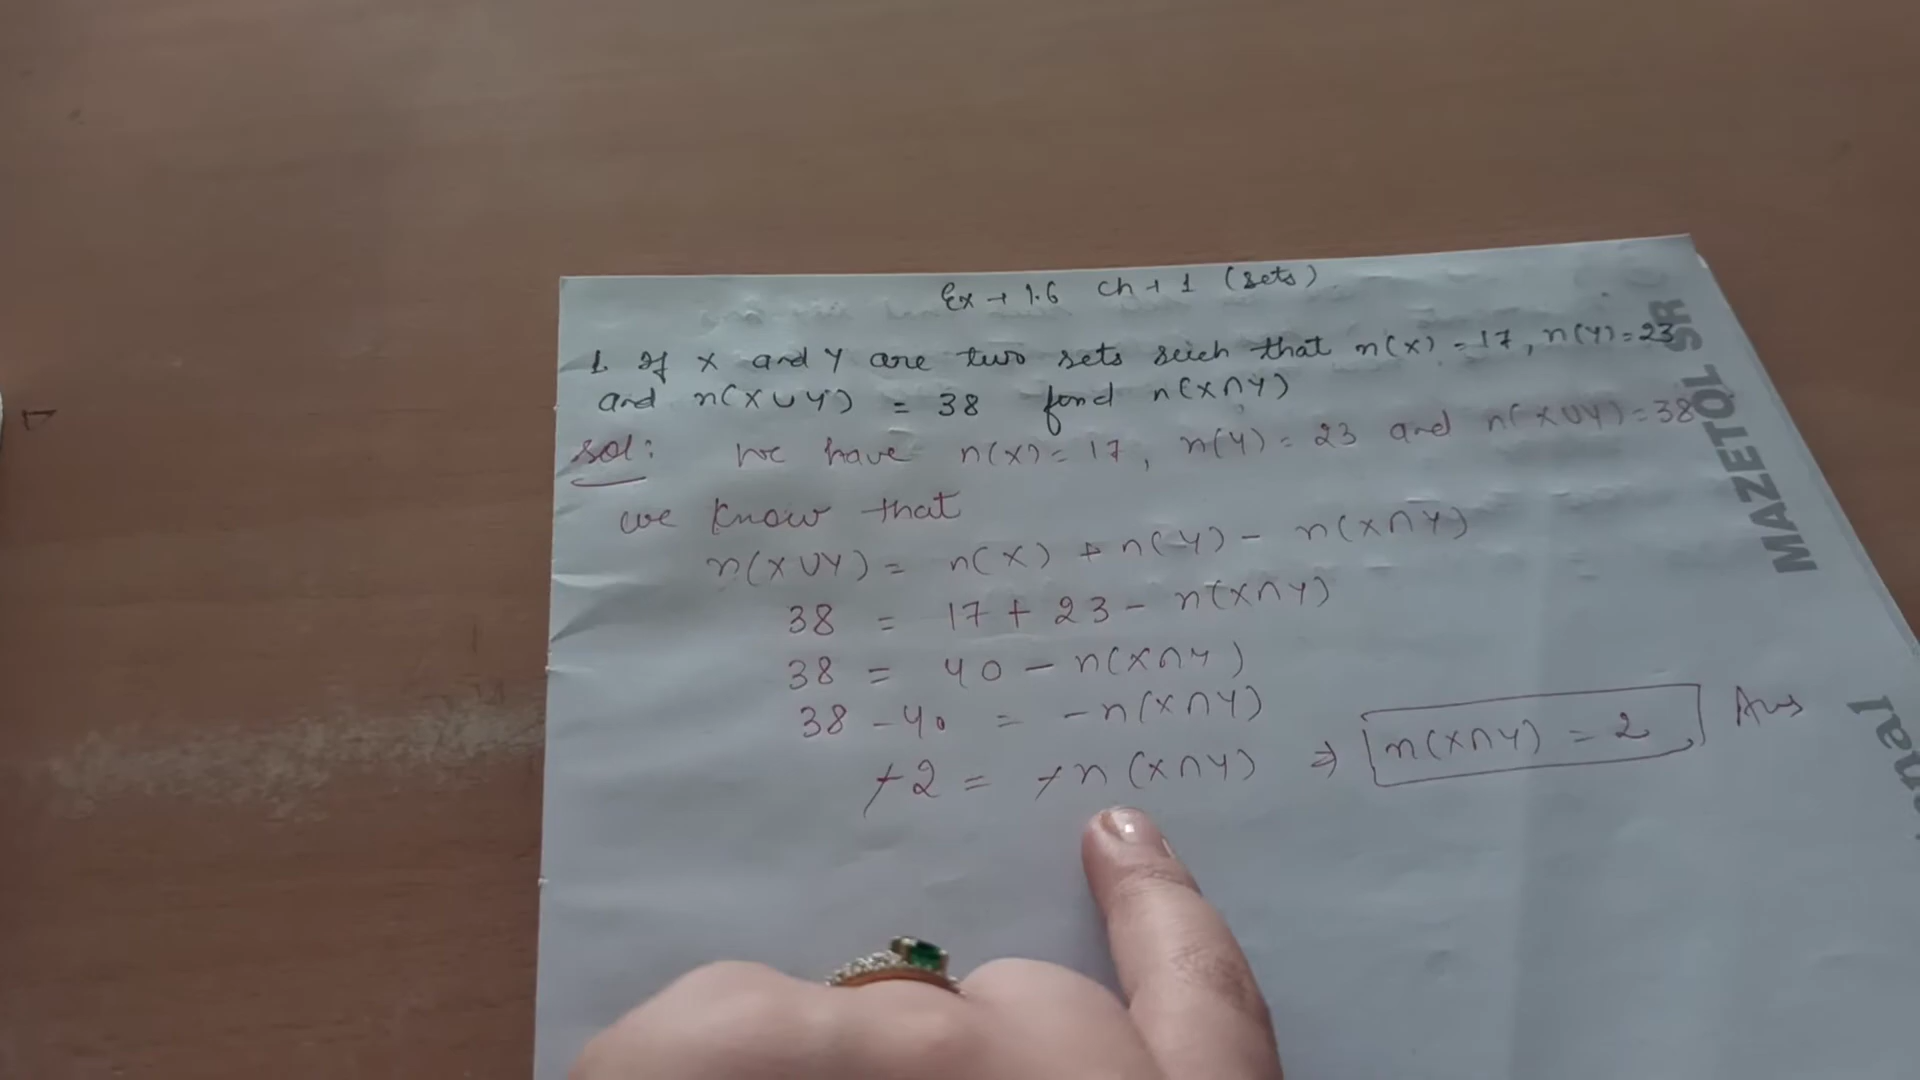 Ex → 1.6 Ch → 1 (sets)
1. If X and Y are two sets such that n(X) = 17, n(Y) = 23
and n(X∪Y) = 38 find n(X∩Y)
Sol: We have n(X) = 17, n(Y) = 23 and n(X∪Y) = 38
we know that
n(X∪Y) = n(X) + n(Y) - n(X∩Y)
38 = 17 + 23 - n(X∩Y)
38 = 40 - n(X∩Y)
38 - 40 = - n(X∩Y)
-2 = - n(X∩Y) ⇒ n(X∩Y) = 2 Ans
MAZETOL SR